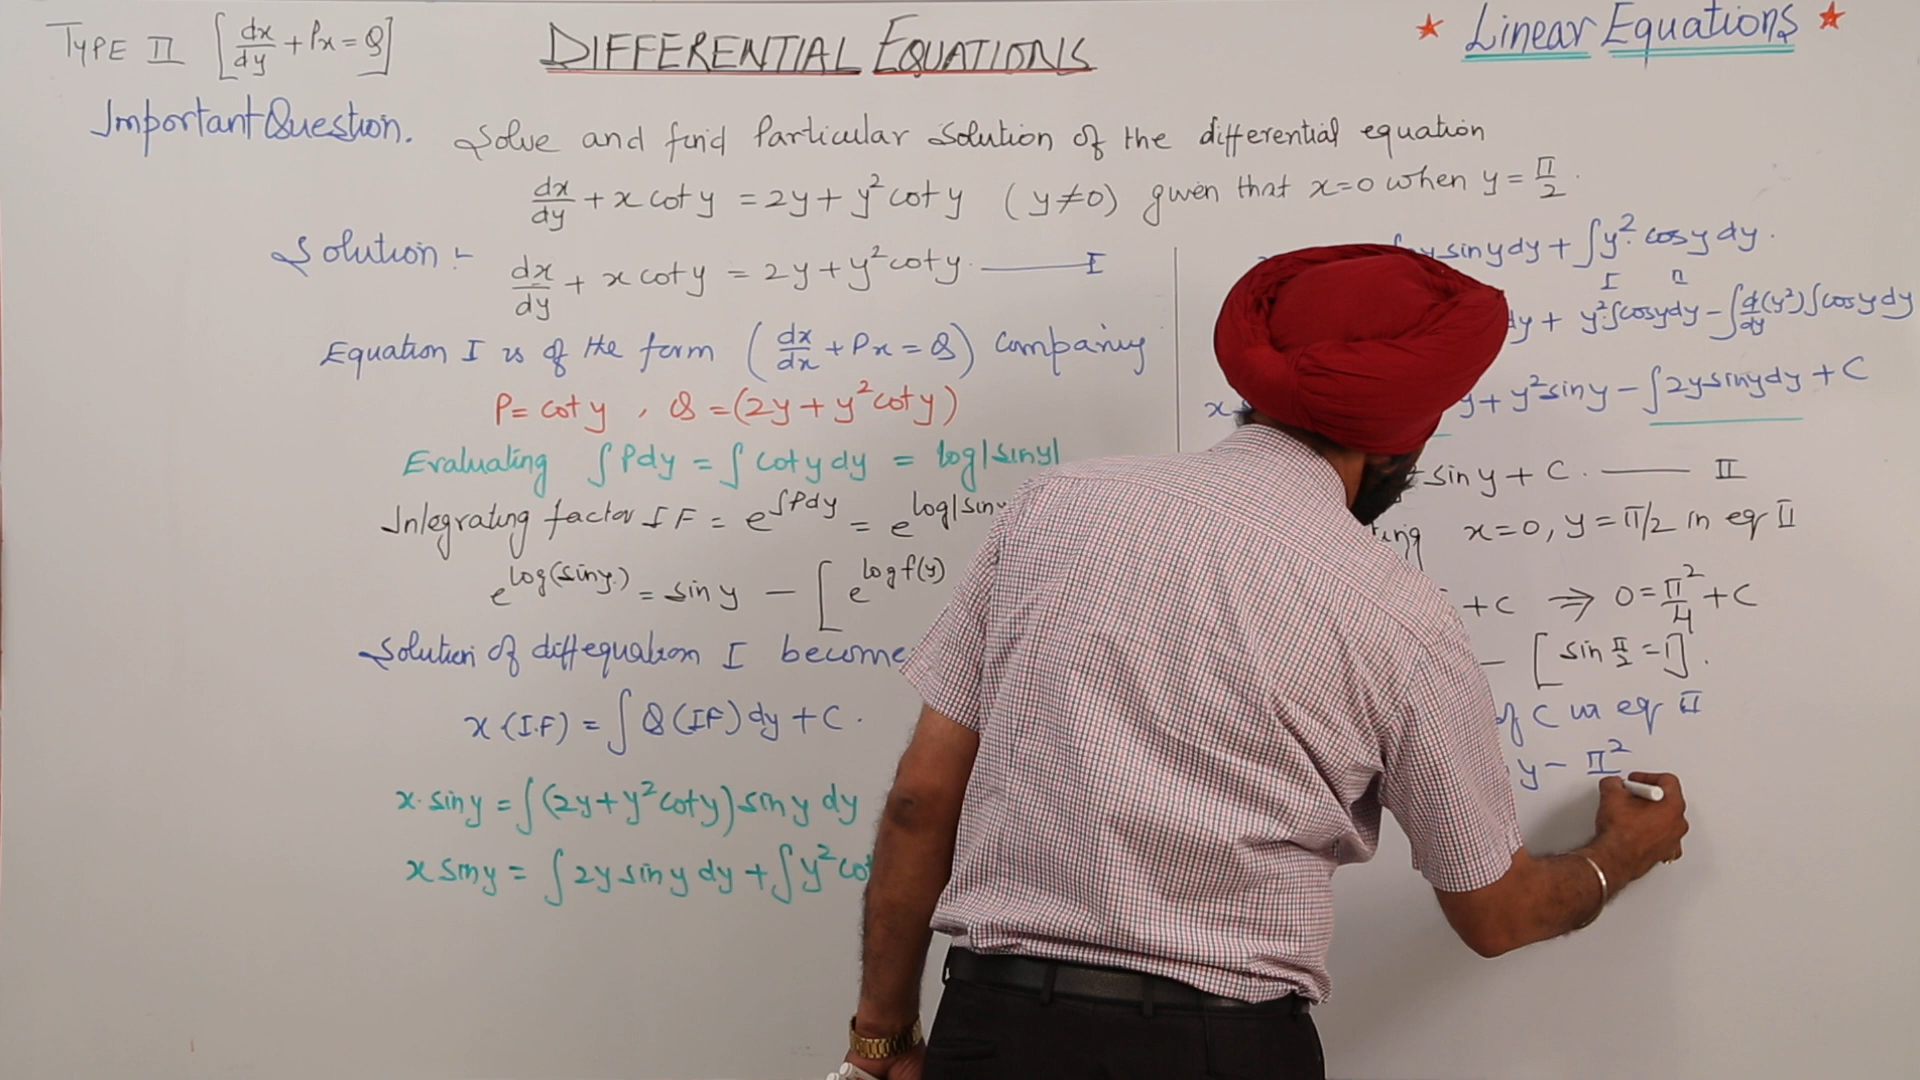 TYPE II [dx/dy + Px = Q]
DIFFERENTIAL EQUATIONS
★ Linear Equations ★
Important Question. Solve and find Particular Solution of the differential equation
dx/dy + x cot y = 2y + y² cot y (y ≠ 0) given that x=0 when y = π/2.
Solution :- dx/dy + x cot y = 2y + y² cot y. —— I
Equation I is of the form (dx/dx + Px = Q) comparing
P = cot y , Q = (2y + y² cot y)
Evaluating ∫Pdy = ∫cot y dy = log|sin y|
Integrating factor IF = e^∫Pdy = e^log|sin
e^log(sin y.) = sin y — [e^log f(y)
Solution of diff equation I become
x (I.F) = ∫Q (IF) dy + C.
x. sin y = ∫(2y + y² cot y) sin y dy
x sin y = ∫2y sin y dy + ∫y² co
y sin y dy + ∫y². cos y dy.
I II
dy + y²∫cos y dy - ∫d/dy (y²) ∫cos y dy
y + y² sin y - ∫2y sin y dy + C
sin y + C. —— II
ting x = 0, y = π/2 in eq II
+ C ⇒ 0 = π²/4 + C
— [sin π/2 = 1].
of C in eq II
y - π²